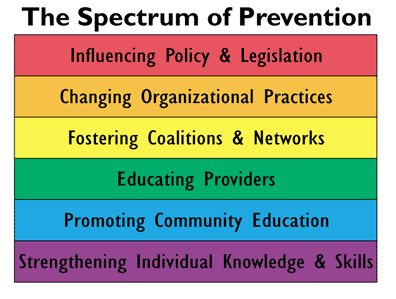 The Spectrum of Prevention
Influencing Policy & Legislation
Changing Organizational Practices
Fostering Coalitions & Networks
Educating Providers
Promoting Community Education
Strengthening Individual Knowledge & Skills